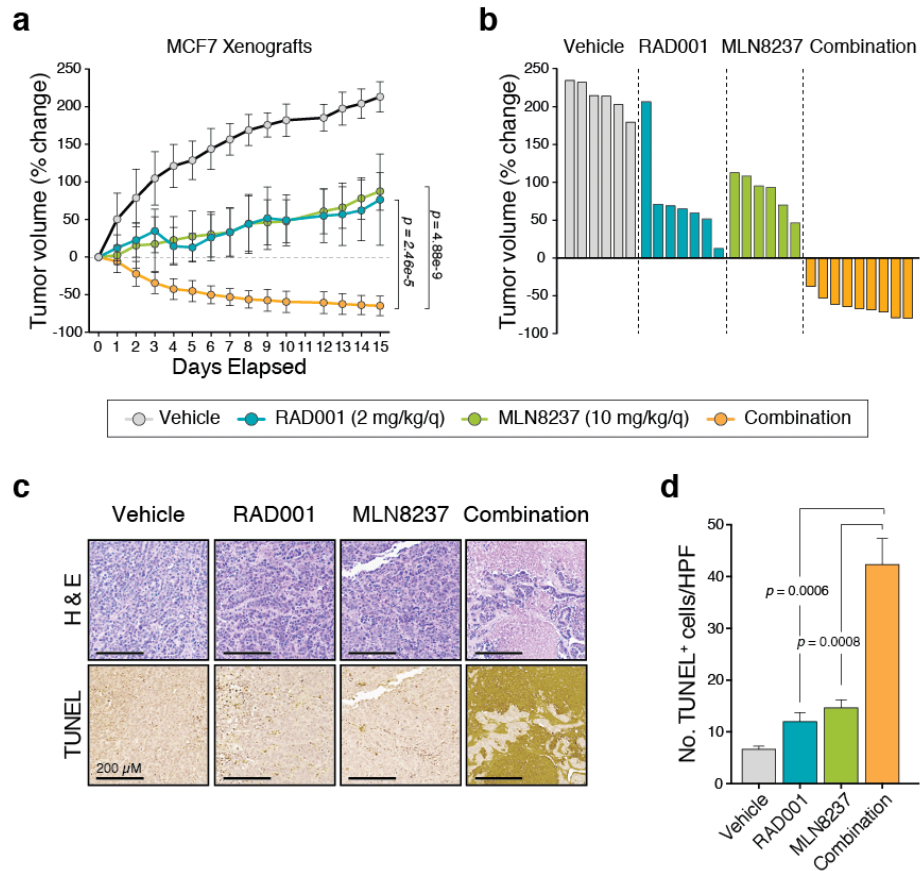 a
MCF7 Xenografts
Tumor volume (% change)
250
200
150
100
50
0
-50
-100
0 1 2 3 4 5 6 7 8 9 10 12 13 14 15
Days Elapsed
p = 2.46e-5
p = 4.88e-9
b
Vehicle RAD001 MLN8237 Combination
Tumor volume (% change)
250
200
150
100
50
0
-50
-100
Vehicle RAD001 (2 mg/kg/q) MLN8237 (10 mg/kg/q) Combination
c
Vehicle RAD001 MLN8237 Combination
H & E
TUNEL
200 µM
d
No. TUNEL+ cells/HPF
50
40
30
20
10
0
p = 0.0006
p = 0.0008
Vehicle
RAD001
MLN8237
Combination